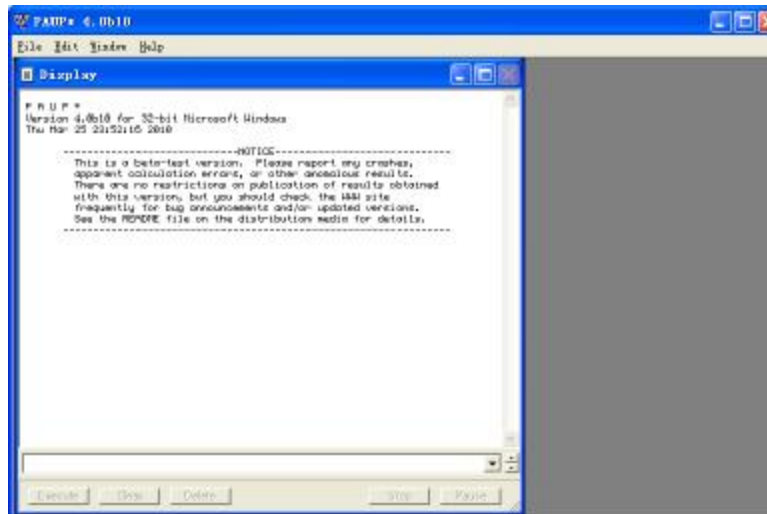 PAUP* 4.0b10
File Edit Window Help
Display
P A U P *
Version 4.0b10 for 32-bit Microsoft Windows
Thu Mar 25 23:52:16 2010
-----------------------------NOTICE-----------------------------
This is a beta-test version. Please report any crashes,
apparent calculation errors, or other anomalous results.
There are no restrictions on publication of results obtained
with this version, but you should check the WWW site
frequently for bug announcements and/or updated versions.
See the README file on the distribution media for details.
----------------------------------------------------------------
Execute Clear Delete Stop Pause